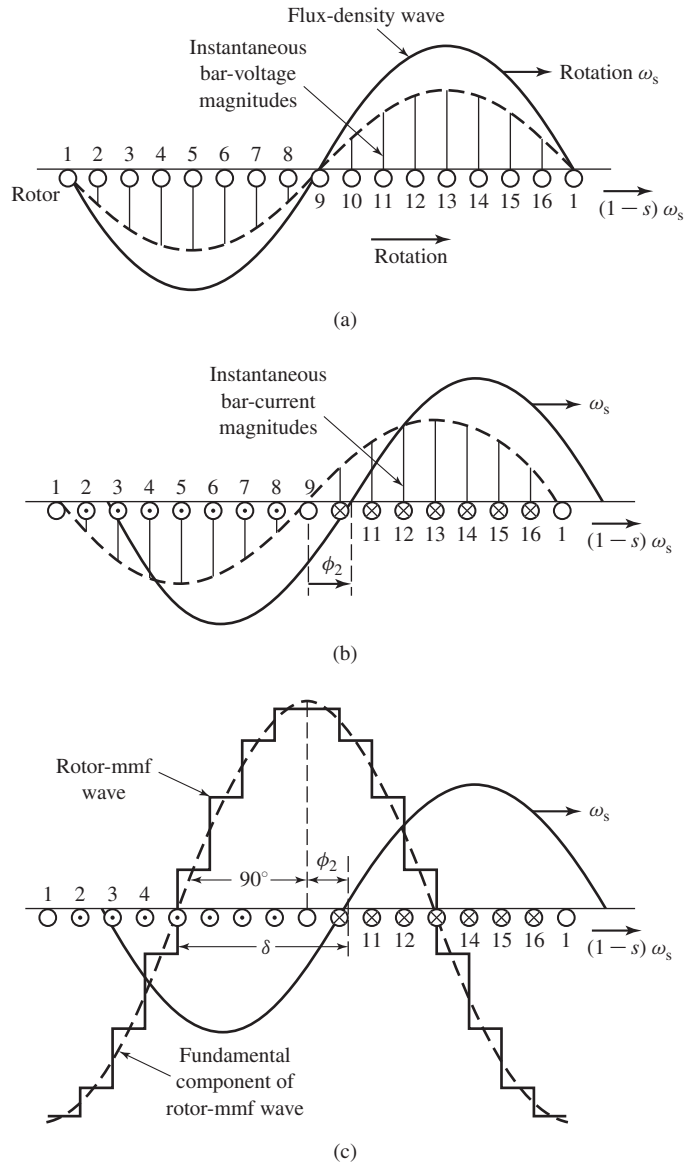 Flux-density wave
Instantaneous
bar-voltage
magnitudes
Rotation ωs
1 2 3 4 5 6 7 8
Rotor
9 10 11 12 13 14 15 16 1
(1 − s) ωs
Rotation
(a)
Instantaneous
bar-current
magnitudes
ωs
1 2 3 4 5 6 7 8 9
11 12 13 14 15 16 1
(1 − s) ωs
ϕ2
(b)
Rotor-mmf
wave
ωs
90°
ϕ2
1 2 3 4
11 12 14 15 16 1
(1 − s) ωs
δ
Fundamental
component of
rotor-mmf wave
(c)